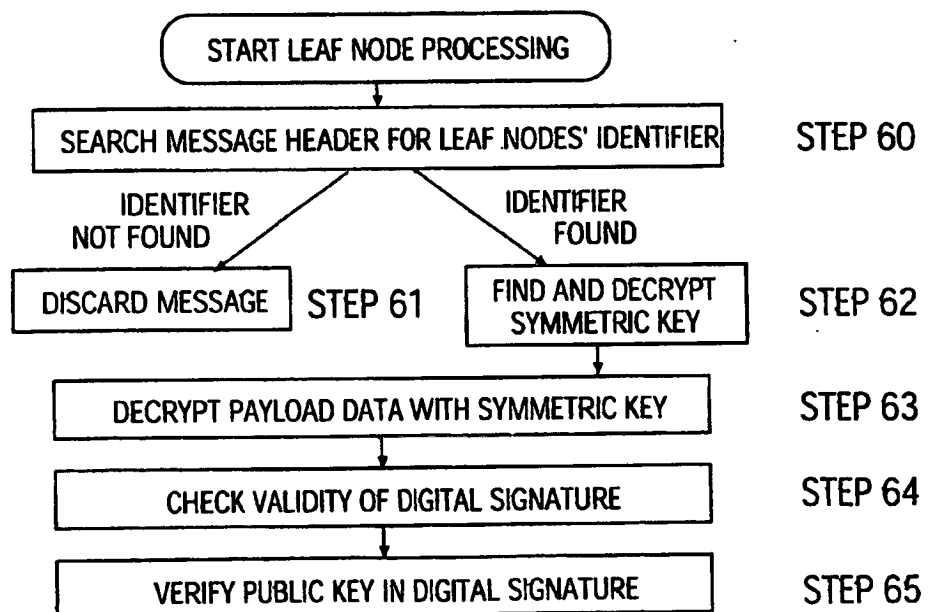 START LEAF NODE PROCESSING
SEARCH MESSAGE HEADER FOR LEAF NODES' IDENTIFIER
STEP 60
IDENTIFIER
NOT FOUND
IDENTIFIER
FOUND
DISCARD MESSAGE
STEP 61
FIND AND DECRYPT
SYMMETRIC KEY
STEP 62
DECRYPT PAYLOAD DATA WITH SYMMETRIC KEY
STEP 63
CHECK VALIDITY OF DIGITAL SIGNATURE
STEP 64
VERIFY PUBLIC KEY IN DIGITAL SIGNATURE
STEP 65